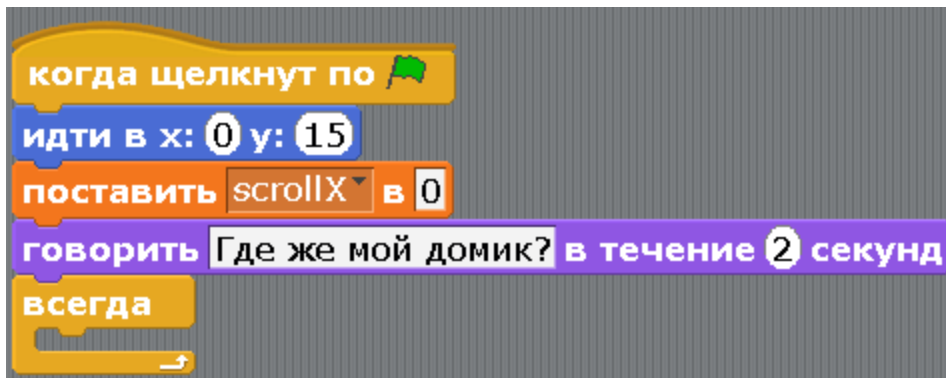 когда щелкнут по
идти в x: 0 y: 15
поставить scrollX в 0
говорить Где же мой домик? в течение 2 секунд
всегда